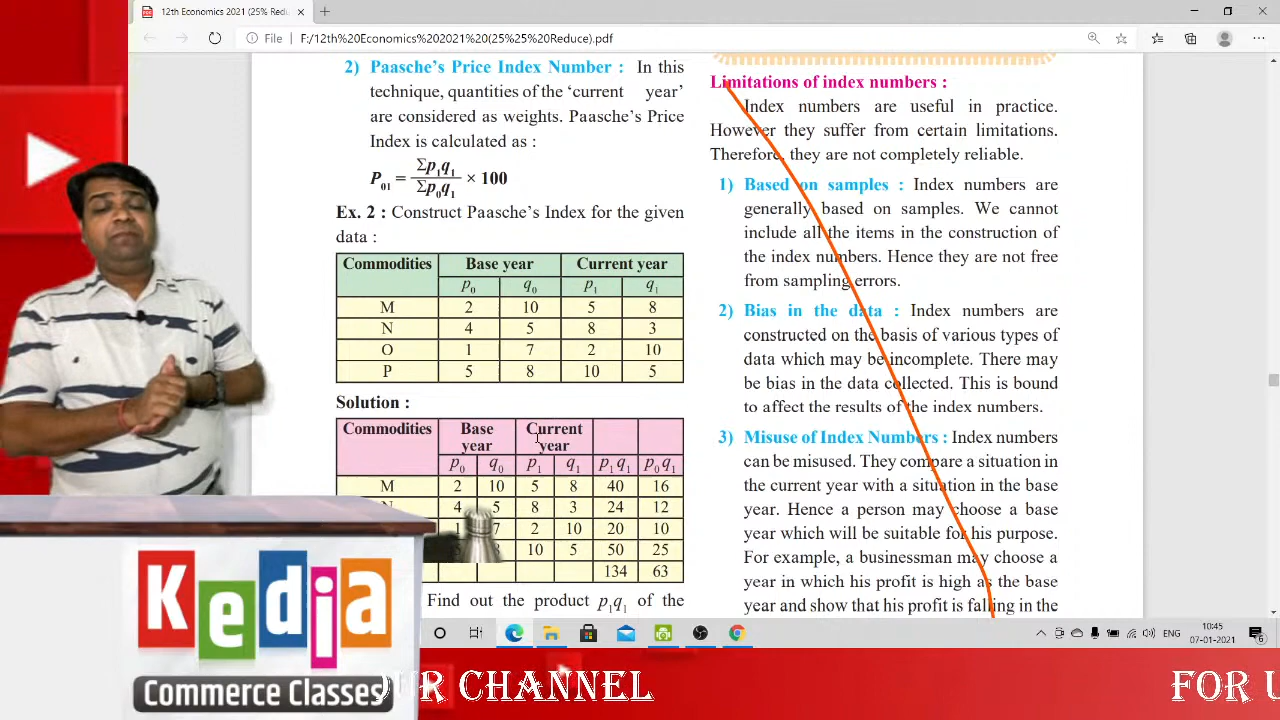 12th Economics 2021 (25% Redu
File
F:/12th%20Economics%202021%20(25%25%20Reduce).pdf
2) Paasche's Price Index Number : In this
technique, quantities of the 'current year'
are considered as weights. Paasche's Price
Index is calculated as :
P01 = Σp1q1 / Σp0q1 × 100
Ex. 2 : Construct Paasche's Index for the given
data :
Commodities Base year Current year
p0 q0 p1 q1
M 2 10 5 8
N 4 5 8 3
O 1 7 2 10
P 5 8 10 5
Solution :
Commodities Base year Current year
p0 q0 p1 q1 p1 q1 p0 q1
M 2 10 5 8 40 16
4 5 8 3 24 12
1 7 2 10 20 10
10 5 50 25
134 63
Find out the product p1q1 of the
Limitations of index numbers :
Index numbers are useful in practice.
However they suffer from certain limitations.
Therefore, they are not completely reliable.
1) Based on samples : Index numbers are
generally based on samples. We cannot
include all the items in the construction of
the index numbers. Hence they are not free
from sampling errors.
2) Bias in the data : Index numbers are
constructed on the basis of various types of
data which may be incomplete. There may
be bias in the data collected. This is bound
to affect the results of the index numbers.
3) Misuse of Index Numbers : Index numbers
can be misused. They compare a situation in
the current year with a situation in the base
year. Hence a person may choose a base
year which will be suitable for his purpose.
For example, a businessman may choose a
year in which his profit is high as the base
year and show that his profit is falling in the
ENG
10:45
07-01-2021
6
Kedia
Commerce Classes
OUR CHANNEL
FOR U